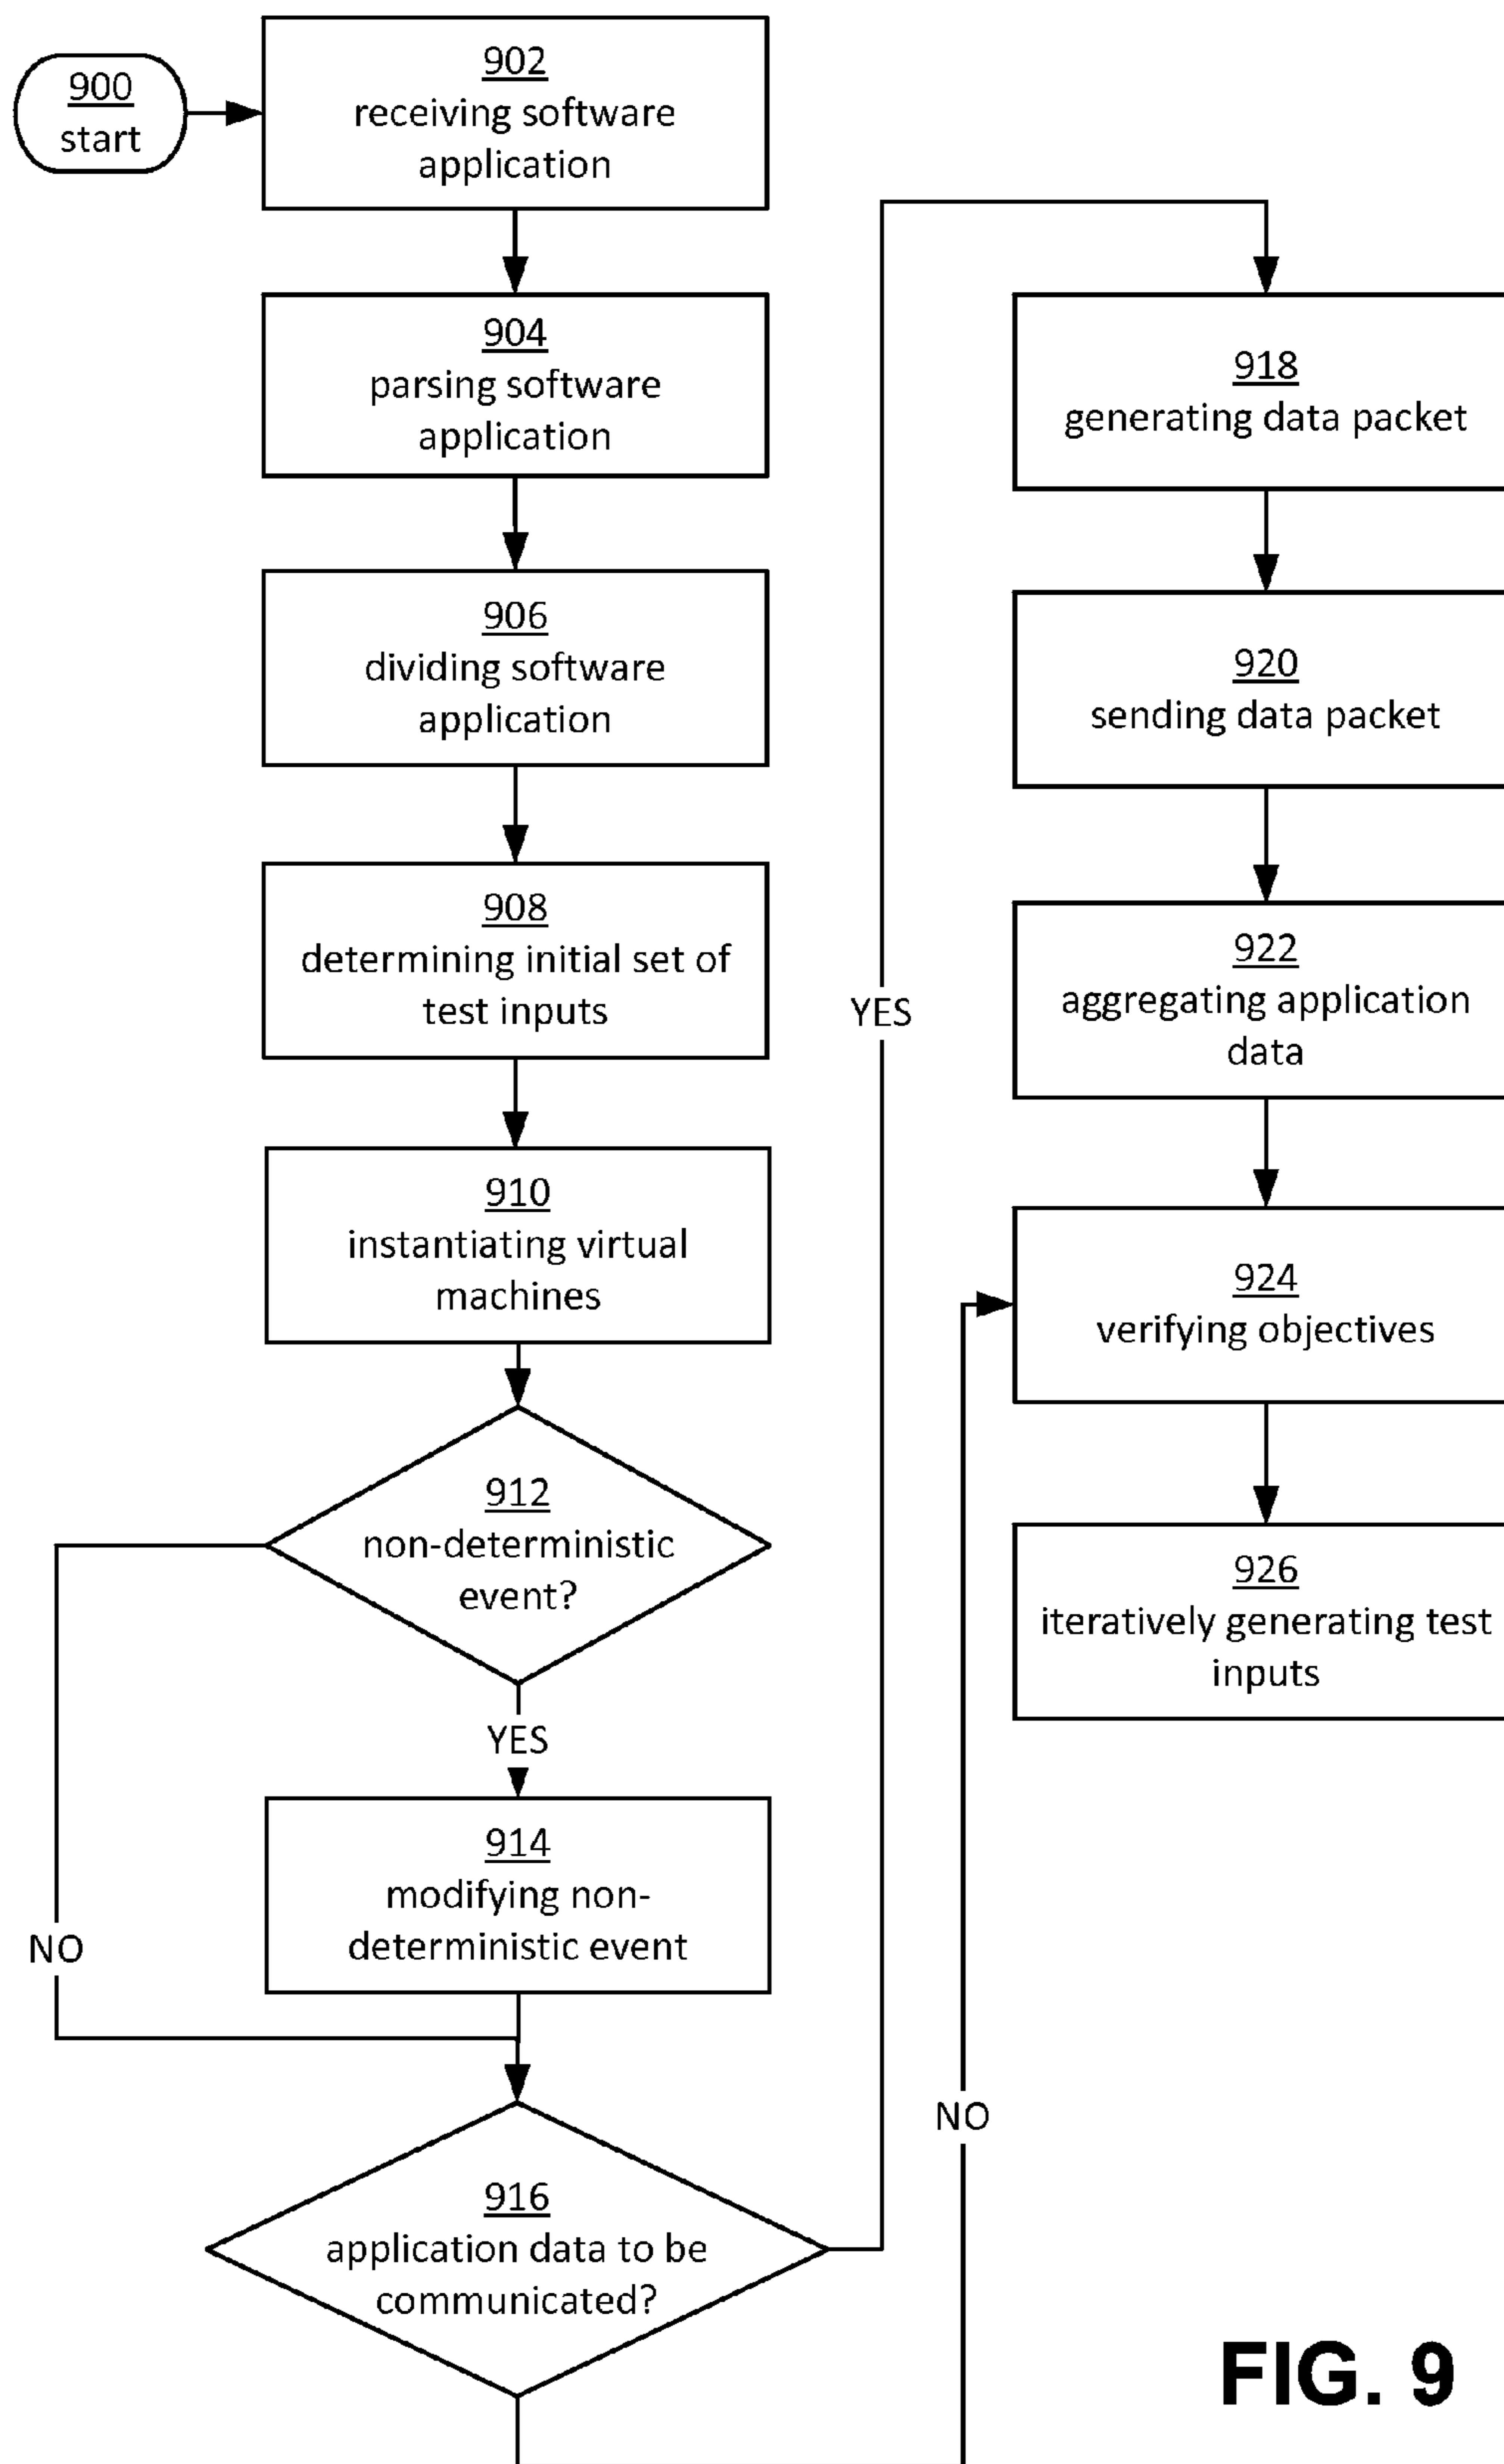 900
start
902
receiving software
application
904
parsing software
application
906
dividing software
application
908
determining initial set of
test inputs
910
instantiating virtual
machines
912
non-deterministic
event?
YES
914
modifying non-
deterministic event
NO
916
application data to be
communicated?
YES
918
generating data packet
920
sending data packet
922
aggregating application
data
924
verifying objectives
926
iteratively generating test
inputs
NO
FIG. 9